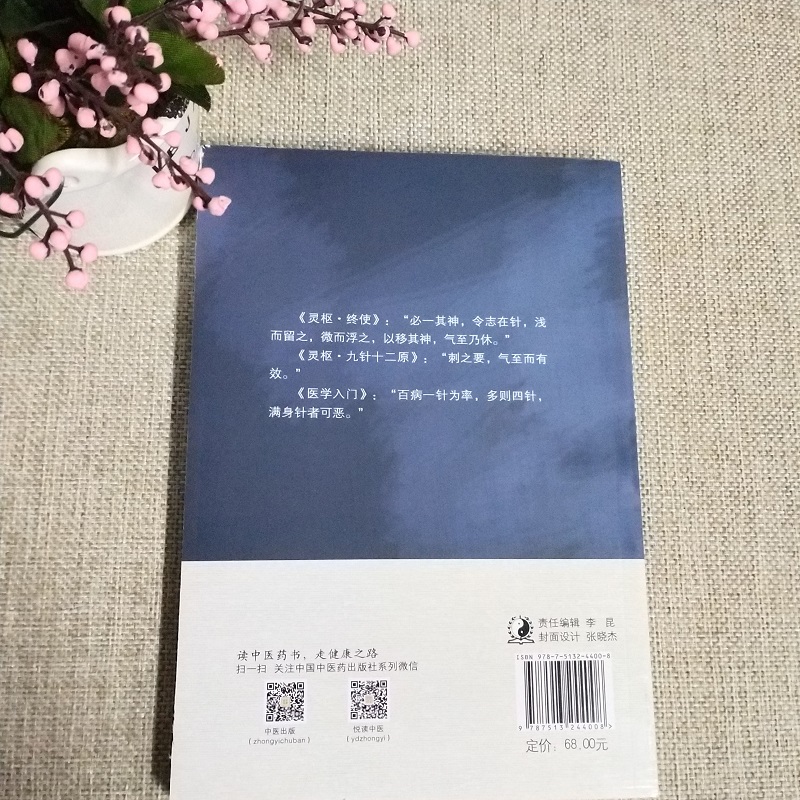 《灵枢·终使》：“必一其神，令志在针，浅
而留之，微而浮之，以移其神，气至乃休。”
《灵枢·九针十二原》：“刺之要，气至而有
效。”
《医学入门》：“百病一针为率，多则四针，
满身针者可恶。”
责任编辑 李 昆
封面设计 张晓杰
读中医药书，走健康之路
扫一扫 关注中国中医药出版社系列微信
中医出版
(zhongyichuban)
悦读中医
(ydzhongyi)
ISBN 978-7-5132-4400-8
9 787513 244008 >
定价：68.00元